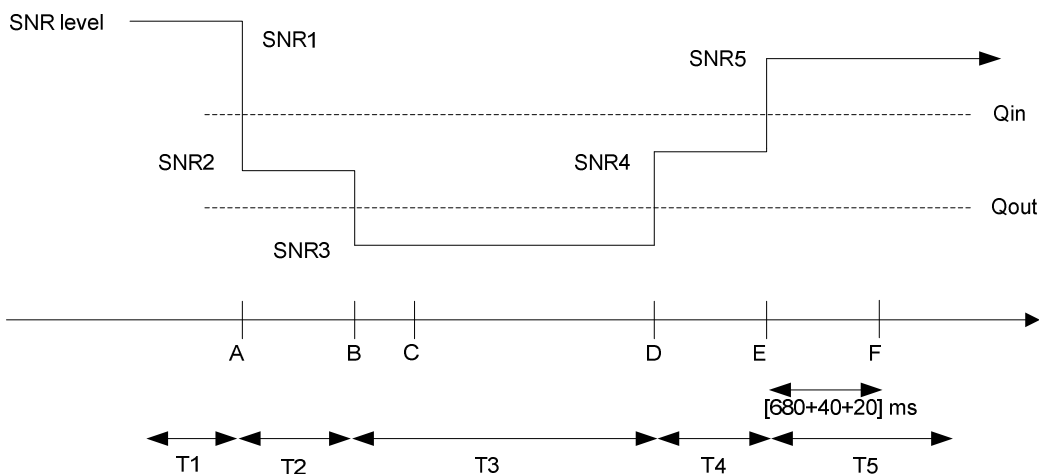 SNR level
SNR1
SNR5
Qin
SNR2
SNR4
Qout
SNR3
A B C D E F
[680+40+20] ms
T1 T2 T3 T4 T5